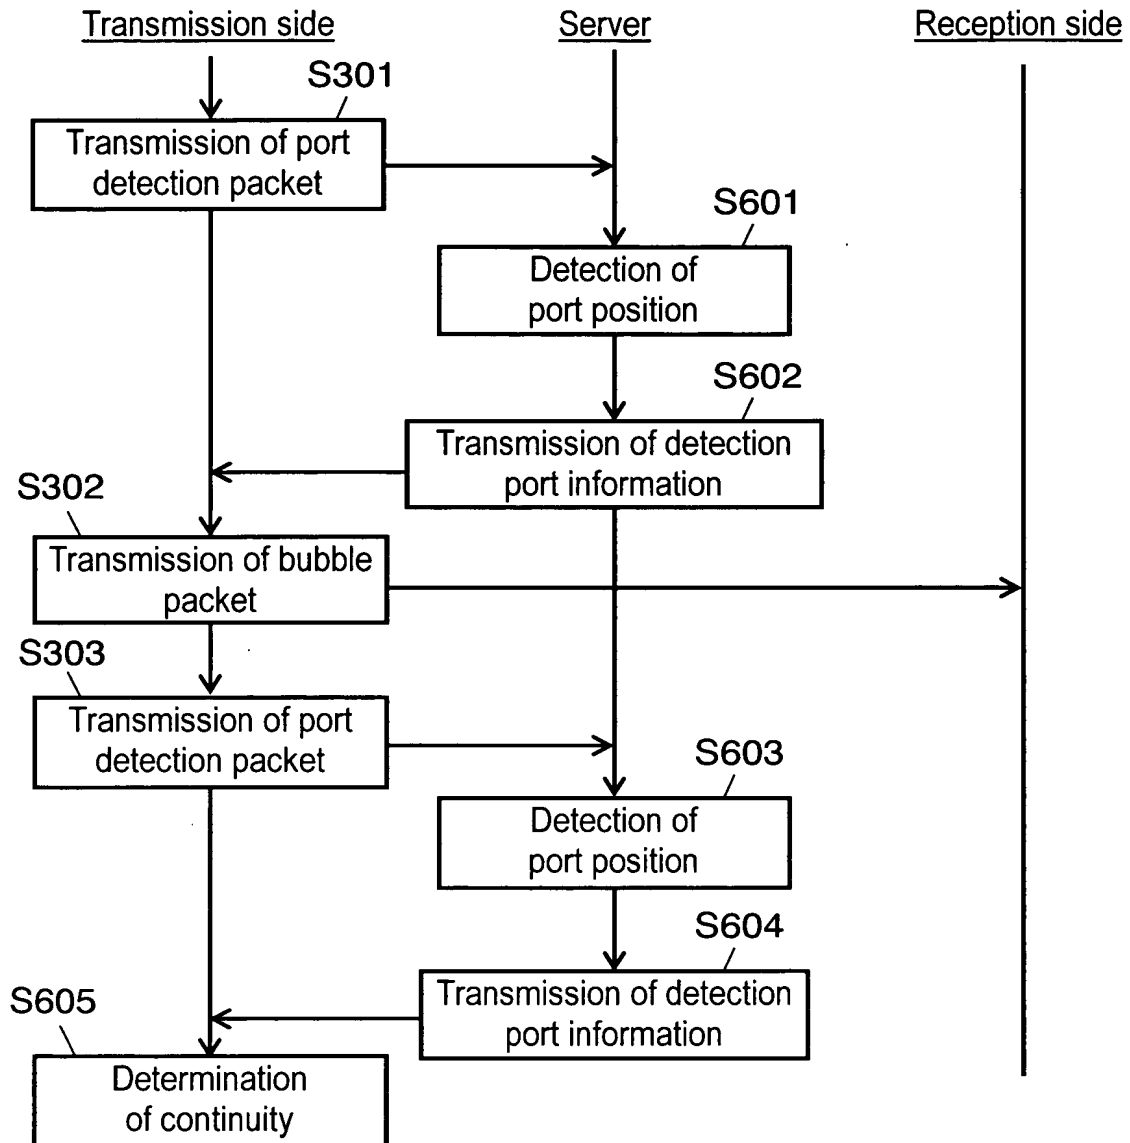 Transmission side
Server
Reception side
S301
Transmission of port
detection packet
S601
Detection of
port position
S602
Transmission of detection
port information
S302
Transmission of bubble
packet
S303
Transmission of port
detection packet
S603
Detection of
port position
S604
Transmission of detection
port information
S605
Determination
of continuity